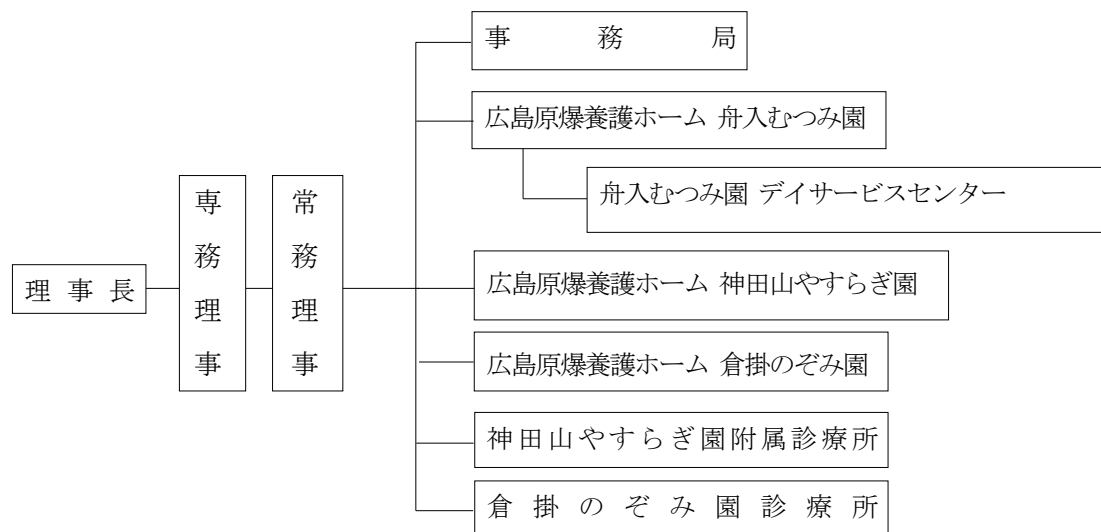 理事長
専務理事
常務理事
事務局
広島原爆養護ホーム 舟入むつみ園
舟入むつみ園 デイサービスセンター
広島原爆養護ホーム 神田山やすらぎ園
広島原爆養護ホーム 倉掛のぞみ園
神田山やすらぎ園附属診療所
倉掛のぞみ園診療所